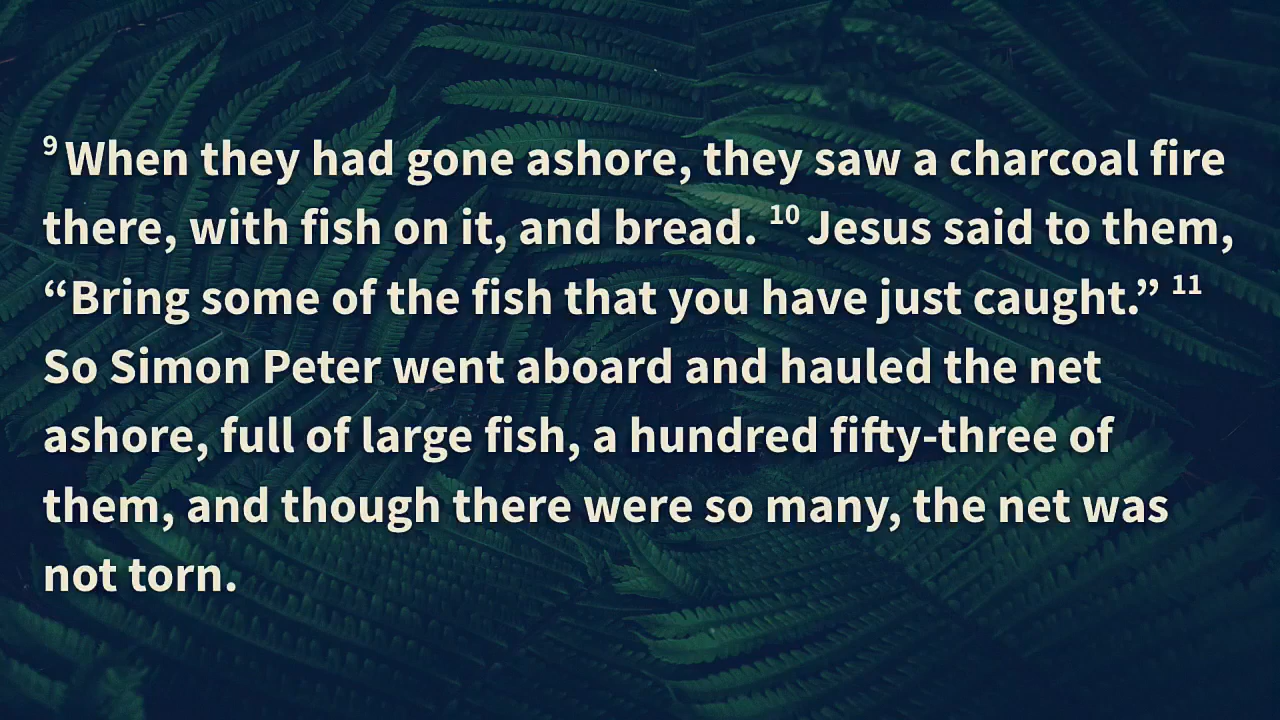 ⁹ When they had gone ashore, they saw a charcoal fire
there, with fish on it, and bread. ¹⁰ Jesus said to them,
“Bring some of the fish that you have just caught.” ¹¹
So Simon Peter went aboard and hauled the net
ashore, full of large fish, a hundred fifty-three of
them, and though there were so many, the net was
not torn.